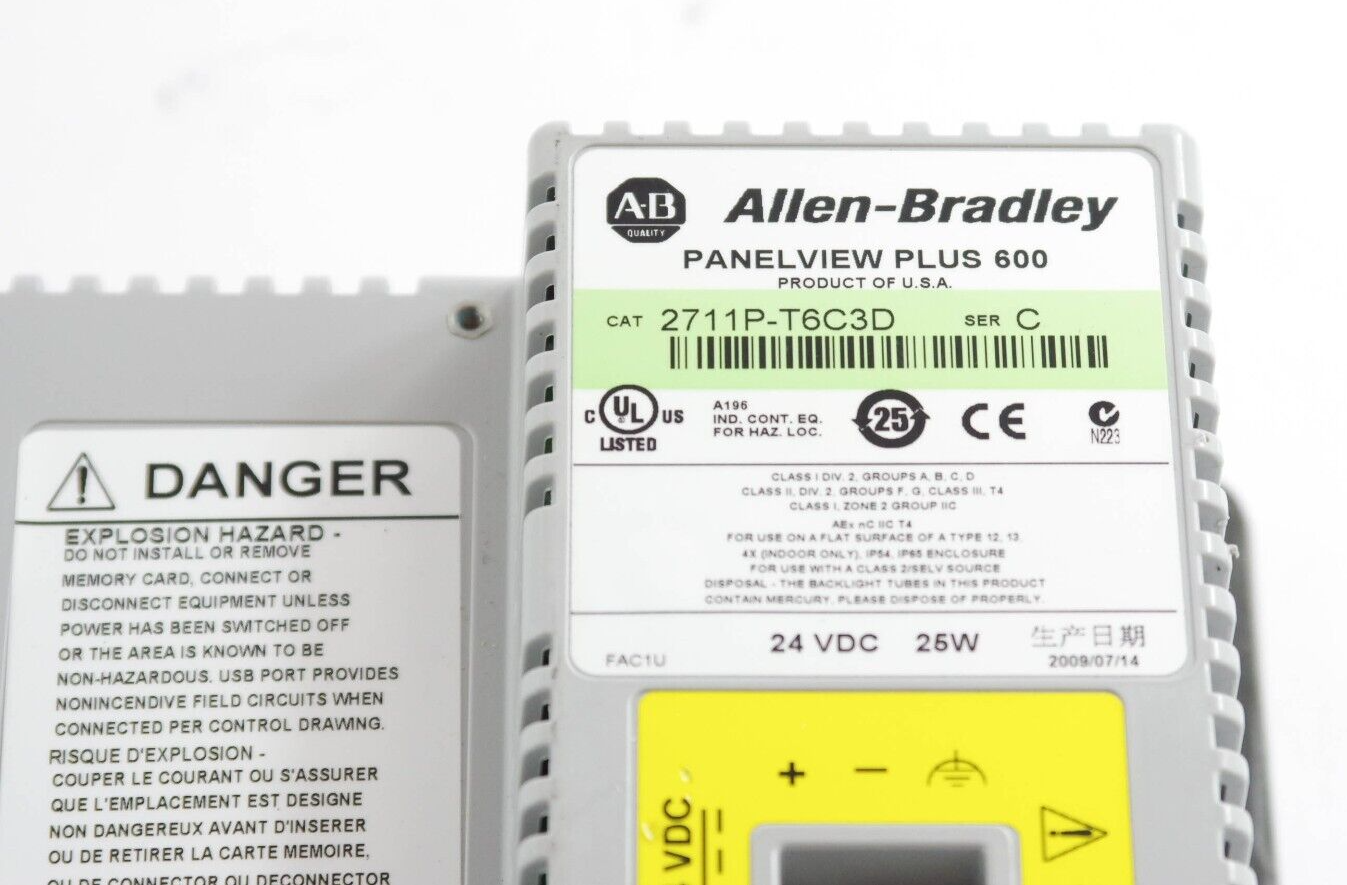 A-B
QUALITY
Allen-Bradley
PANELVIEW PLUS 600
PRODUCT OF U.S.A.
CAT 2711P-T6C3D SER C
C UL US
LISTED
A196
IND. CONT. EQ.
FOR HAZ. LOC.
25
CE
N223
CLASS I DIV. 2, GROUPS A, B, C, D
CLASS II, DIV. 2, GROUPS F, G, CLASS III, T4
CLASS I, ZONE 2 GROUP IIC
AEx nC IIC T4
FOR USE ON A FLAT SURFACE OF A TYPE 12, 13,
4X (INDOOR ONLY), IP54, IP65 ENCLOSURE
FOR USE WITH A CLASS 2/SELV SOURCE
DISPOSAL - THE BACKLIGHT TUBES IN THIS PRODUCT
CONTAIN MERCURY. PLEASE DISPOSE OF PROPERLY.
FAC1U
24 VDC 25W
生产日期
2009/07/14
+ −
VDC
DANGER
EXPLOSION HAZARD -
DO NOT INSTALL OR REMOVE
MEMORY CARD, CONNECT OR
DISCONNECT EQUIPMENT UNLESS
POWER HAS BEEN SWITCHED OFF
OR THE AREA IS KNOWN TO BE
NON-HAZARDOUS. USB PORT PROVIDES
NONINCENDIVE FIELD CIRCUITS WHEN
CONNECTED PER CONTROL DRAWING.
RISQUE D'EXPLOSION -
COUPER LE COURANT OU S'ASSURER
QUE L'EMPLACEMENT EST DESIGNE
NON DANGEREUX AVANT D'INSERER
OU DE RETIRER LA CARTE MEMOIRE,
OU DE CONNECTOR OU DECONNECTOR